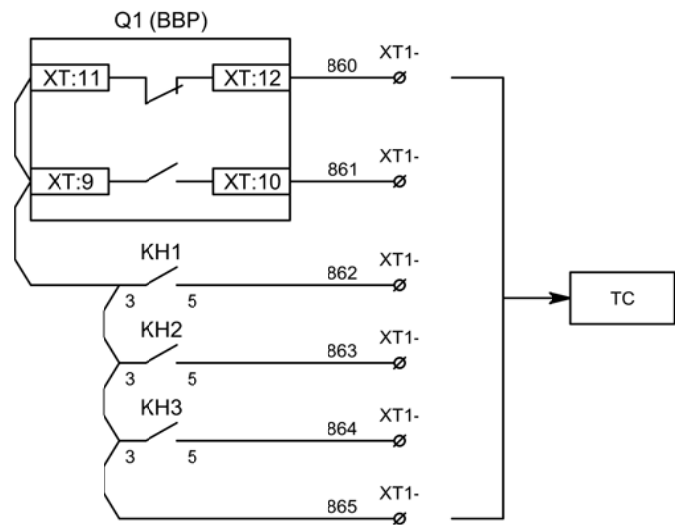 Q1 (BBP)
XT:11 XT:12 860 XT1-
XT:9 XT:10 861 XT1-
KH1 862 XT1-
3 5
TC
KH2 863 XT1-
3 5
KH3 864 XT1-
3 5
865 XT1-